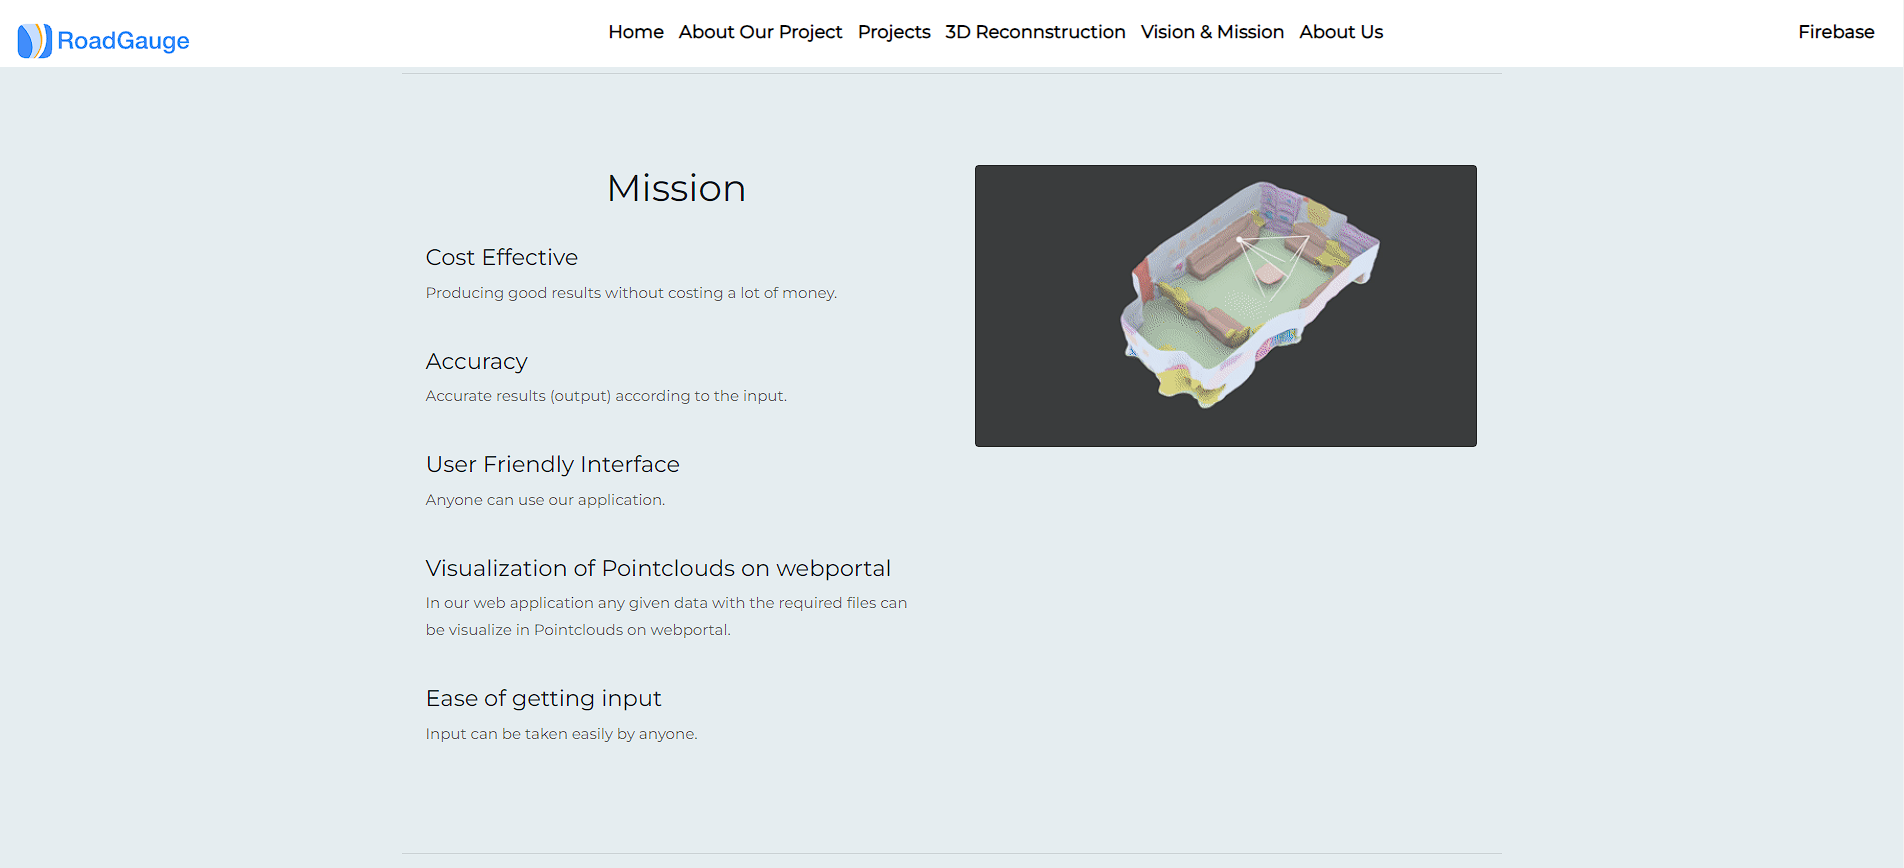 RoadGauge
Home About Our Project Projects 3D Reconnstruction Vision & Mission About Us
Firebase
Mission
Cost Effective
Producing good results without costing a lot of money.
Accuracy
Accurate results (output) according to the input.
User Friendly Interface
Anyone can use our application.
Visualization of Pointclouds on webportal
In our web application any given data with the required files can
be visualize in Pointclouds on webportal.
Ease of getting input
Input can be taken easily by anyone.